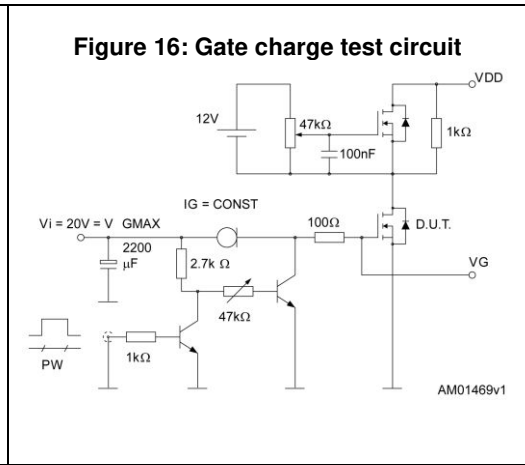 Figure 16: Gate charge test circuit
VDD
12V
47kΩ
1kΩ
100nF
IG = CONST
Vi = 20V = V GMAX
100Ω
D.U.T.
2200
μF
2.7k Ω
VG
47kΩ
1kΩ
PW
AM01469v1